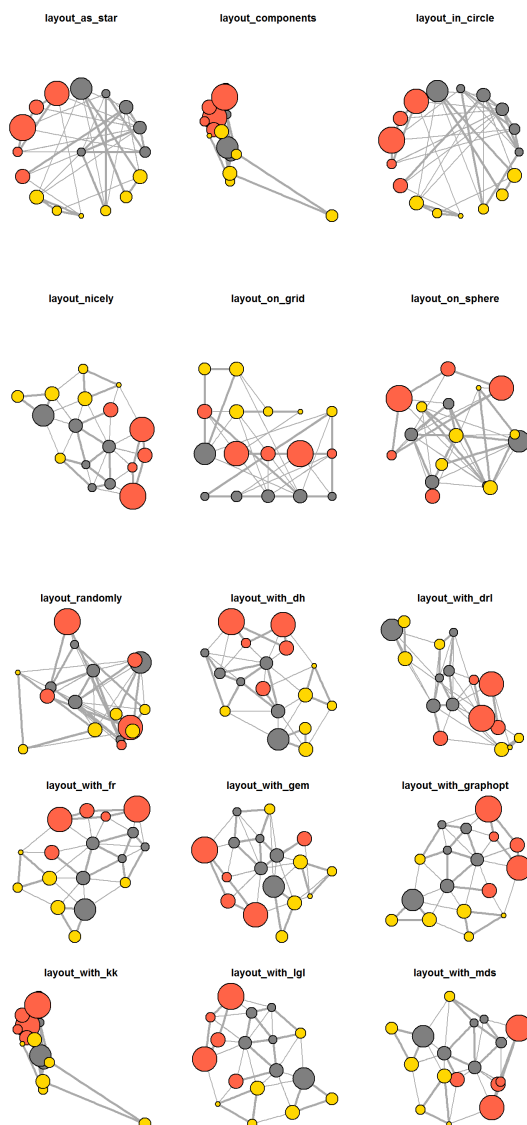 layout_as_star
layout_components
layout_in_circle
layout_nicely
layout_on_grid
layout_on_sphere
layout_randomly
layout_with_dh
layout_with_drl
layout_with_fr
layout_with_gem
layout_with_graphopt
layout_with_kk
layout_with_lgl
layout_with_mds